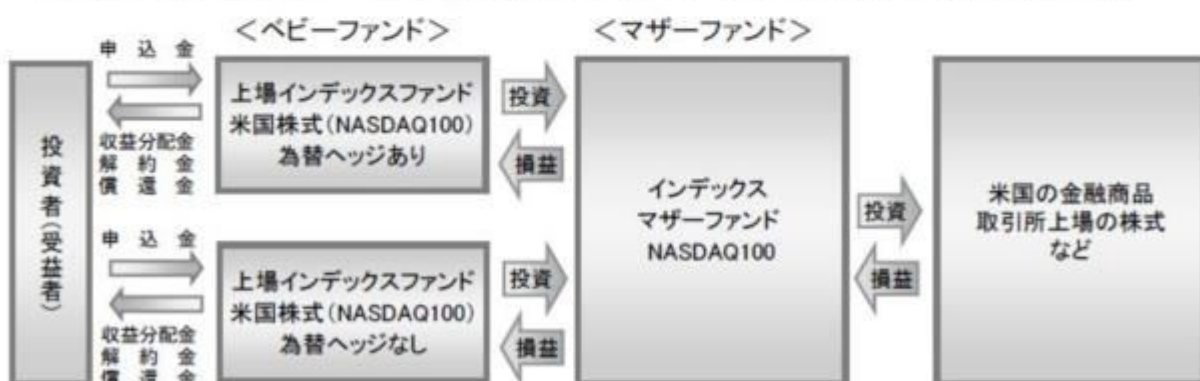 ＜ベビーファンド＞
＜マザーファンド＞
投資者(受益者)
申込金
収益分配金
解約金
償還金
上場インデックスファンド
米国株式(NASDAQ100)
為替ヘッジあり
投資
損益
申込金
収益分配金
解約金
償還金
上場インデックスファンド
米国株式(NASDAQ100)
為替ヘッジなし
投資
損益
インデックス
マザーファンド
NASDAQ100
投資
損益
米国の金融商品
取引所上場の株式
など